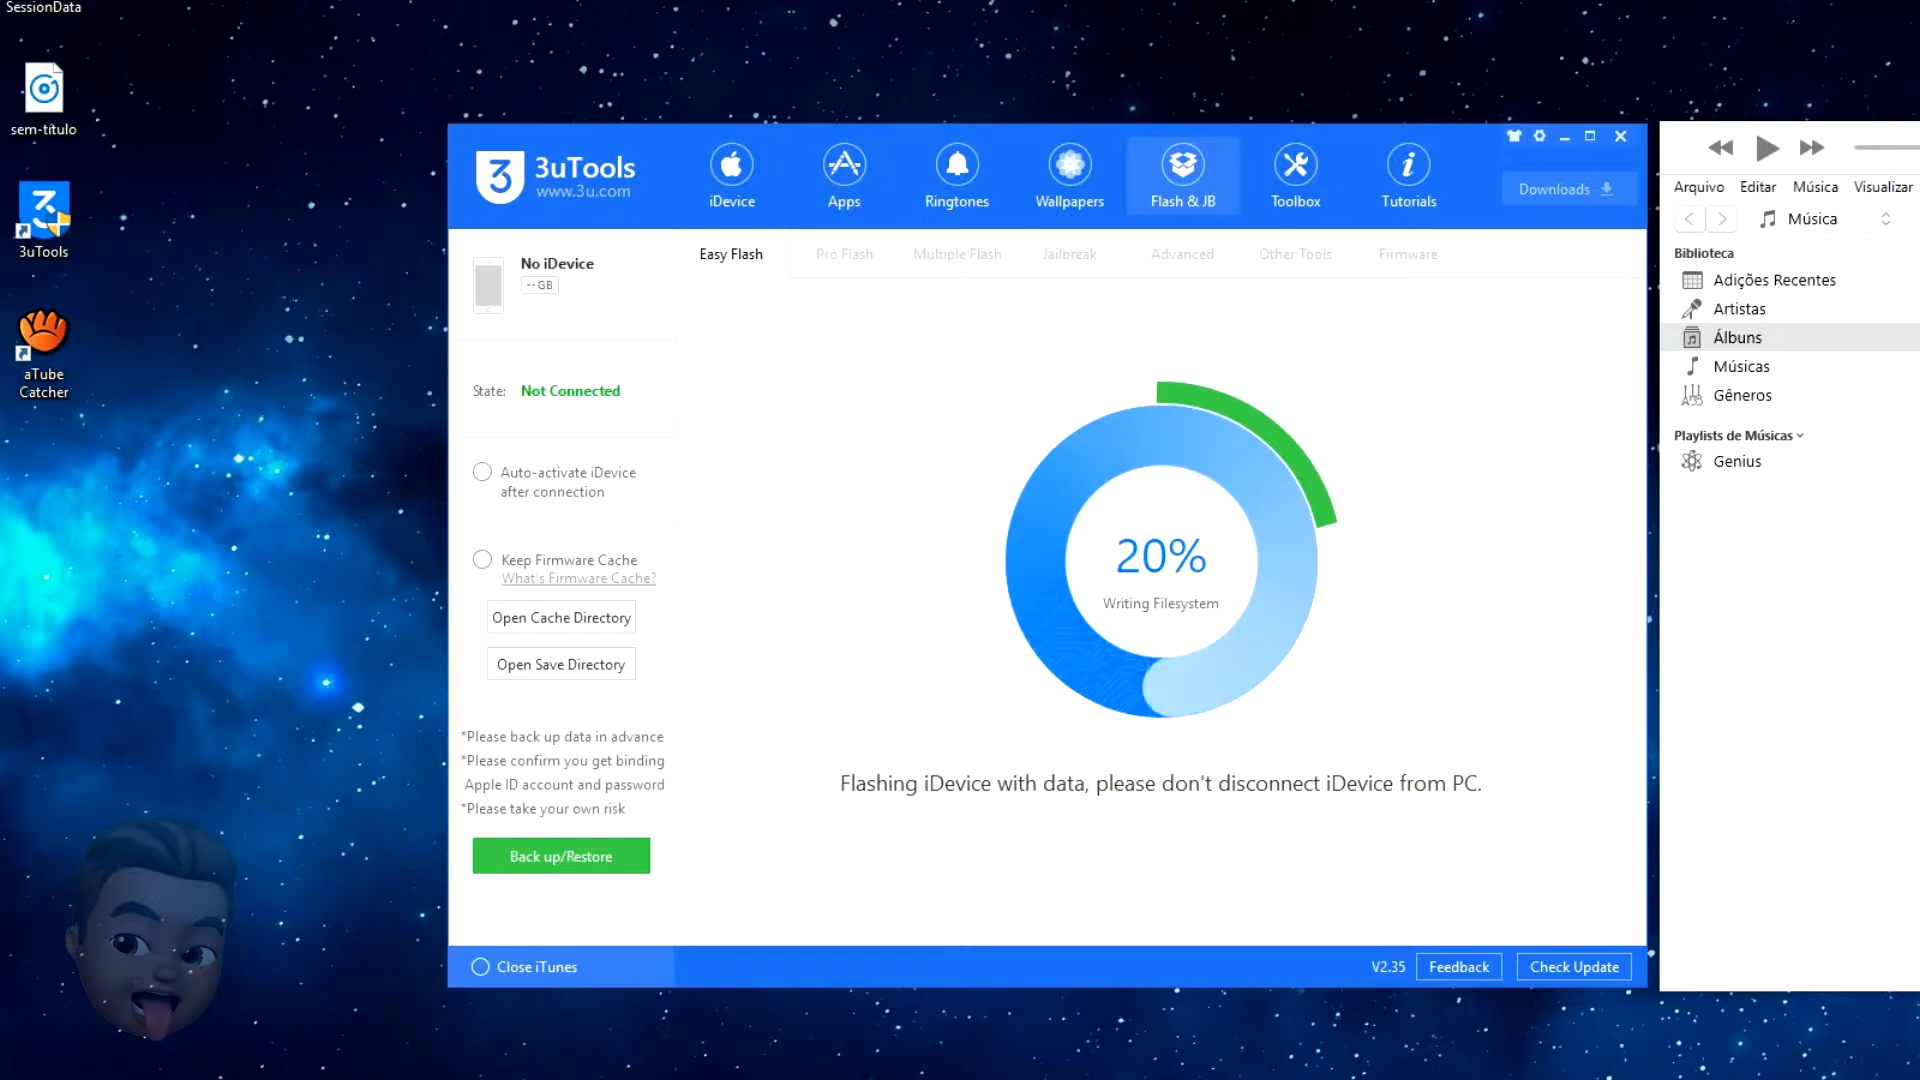 SessionData
sem-título
3uTools
aTube
Catcher
3
3uTools
www.3u.com
iDevice
Apps
Ringtones
Wallpapers
Flash & JB
Toolbox
Tutorials
Downloads
Easy Flash
Pro Flash
Multiple Flash
Jailbreak
Advanced
Other Tools
Firmware
No iDevice
-- GB
State: Not Connected
Auto-activate iDevice
after connection
Keep Firmware Cache
What's Firmware Cache?
Open Cache Directory
Open Save Directory
*Please back up data in advance
*Please confirm you get binding
Apple ID account and password
*Please take your own risk
Back up/Restore
20%
Writing Filesystem
Flashing iDevice with data, please don't disconnect iDevice from PC.
Close iTunes
V2.35
Feedback
Check Update
Arquivo Editar Música Visualizar
Música
Biblioteca
Adições Recentes
Artistas
Álbuns
Músicas
Gêneros
Playlists de Músicas
Genius